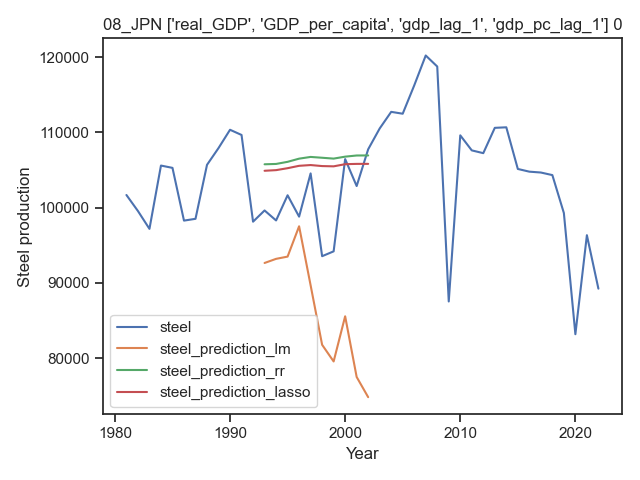 08_JPN ['real_GDP', 'GDP_per_capita', 'gdp_lag_1', 'gdp_pc_lag_1'] 0
120000
110000
100000
90000
80000
Steel production
steel
steel_prediction_lm
steel_prediction_rr
steel_prediction_lasso
1980
1990
2000
2010
2020
Year